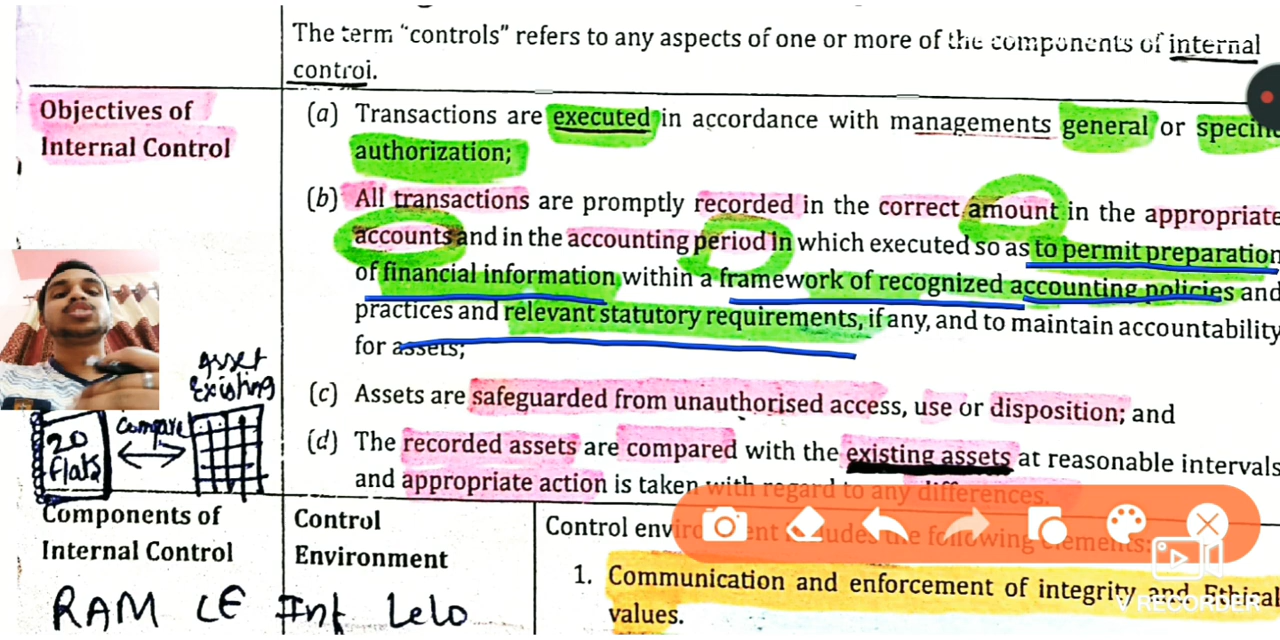 The term “controls” refers to any aspects of one or more of the components of internal
control.
Objectives of
Internal Control
(a) Transactions are executed in accordance with managements general or specific
authorization;
(b) All transactions are promptly recorded in the correct amount in the appropriate
accounts and in the accounting period in which executed so as to permit preparation
of financial information within a framework of recognized accounting policies and
practices and relevant statutory requirements, if any, and to maintain accountability
for assets;
(c) Assets are safeguarded from unauthorised access, use or disposition; and
(d) The recorded assets are compared with the existing assets at reasonable intervals
and appropriate action is taken with regard to any differences.
Asset
Existing
20
flats
Compare
Components of
Internal Control
Control
Environment
Control environment includes the following elements:
1. Communication and enforcement of integrity and Ethical
values.
RAM CE Inf Lelo
V RECORDER